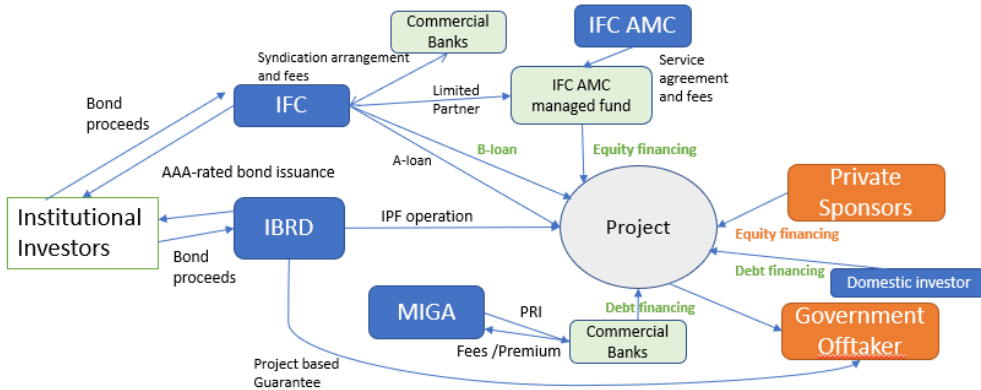 Commercial
Banks
IFC AMC
Syndication arrangement
and fees
Service
agreement
and fees
Bond
proceeds
IFC
Limited
Partner
IFC AMC
managed fund
B-loan
A-loan
Equity financing
AAA-rated bond issuance
Institutional
Investors
IBRD
IPF operation
Project
Private
Sponsors
Equity financing
Bond
proceeds
Debt financing
Domestic investor
MIGA
PRI
Debt financing
Commercial
Banks
Fees /Premium
Government
Offtaker
Project based
Guarantee